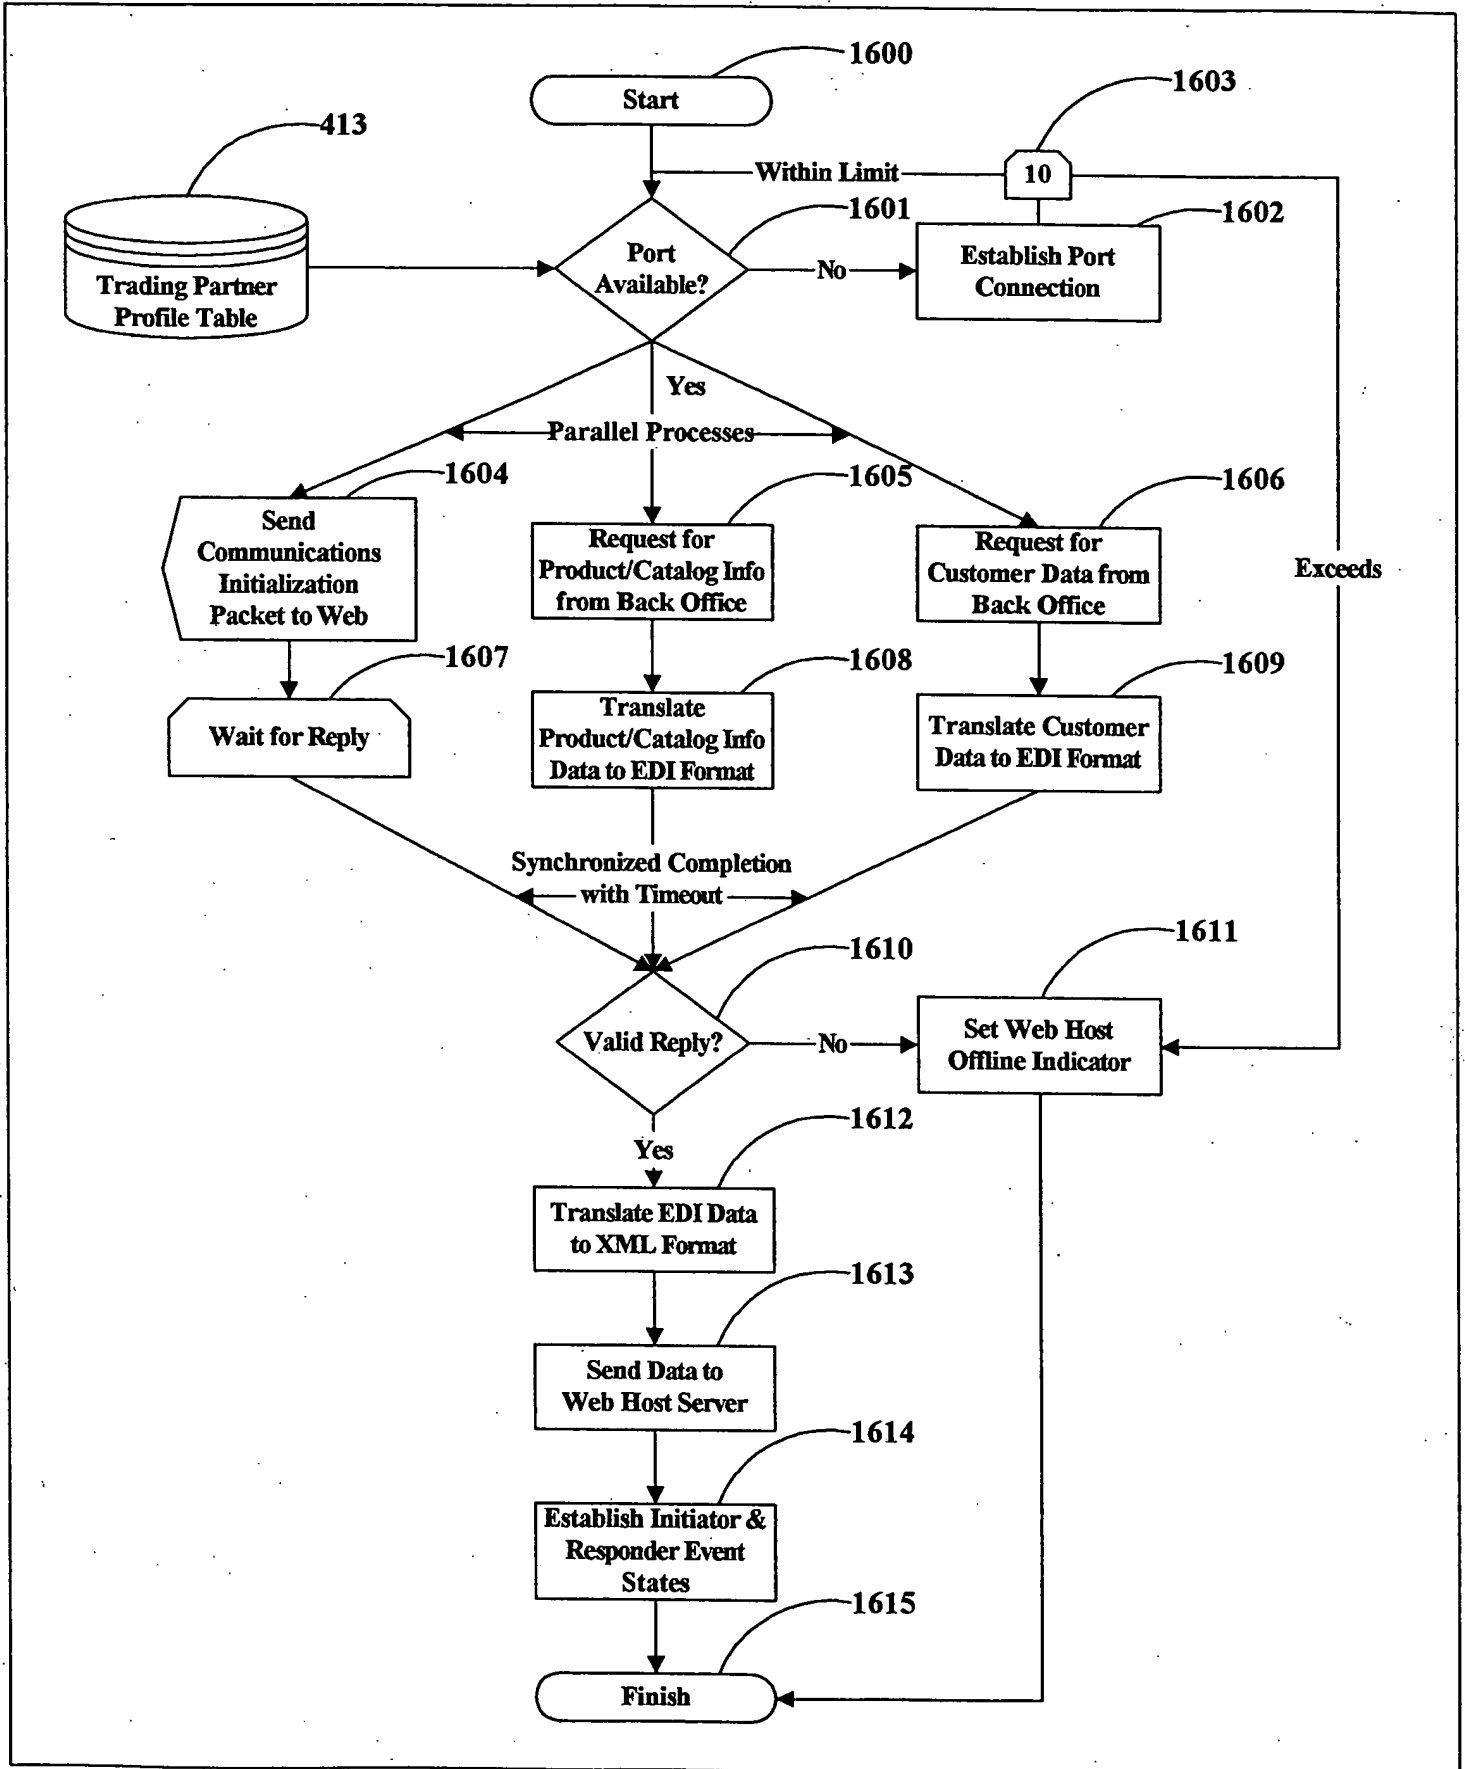 1600
Start
1603
413
Within Limit
10
1601
1602
Port
Available?
No
Establish Port
Connection
Trading Partner
Profile Table
Yes
Parallel Processes
1604
1605
1606
Send
Communications
Initialization
Packet to Web
Request for
Product/Catalog Info
from Back Office
Request for
Customer Data from
Back Office
Exceeds
1607
1608
1609
Wait for Reply
Translate
Product/Catalog Info
Data to EDI Format
Translate Customer
Data to EDI Format
Synchronized Completion
with Timeout
1610
1611
Valid Reply?
No
Set Web Host
Offline Indicator
Yes
1612
Translate EDI Data
to XML Format
1613
Send Data to
Web Host Server
1614
Establish Initiator &
Responder Event
States
1615
Finish